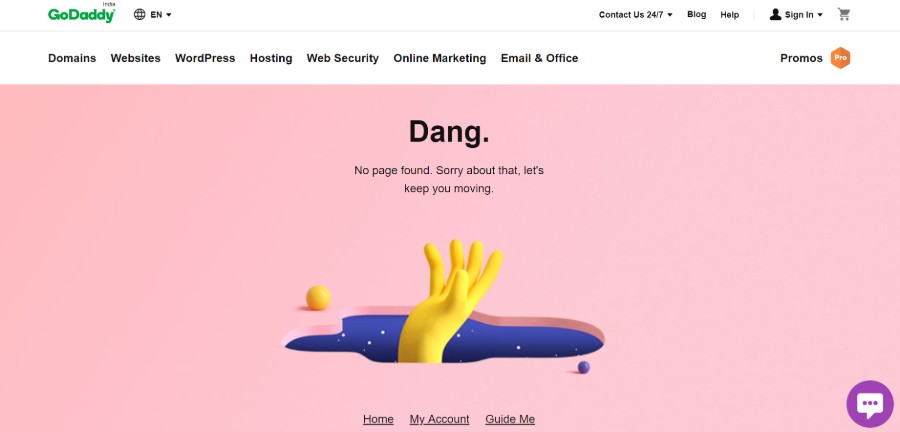 India
GoDaddy
EN
Contact Us 24/7
Blog
Help
Sign In
Domains
Websites
WordPress
Hosting
Web Security
Online Marketing
Email & Office
Promos
Pro
Dang.
No page found. Sorry about that, let's
keep you moving.
Home
My Account
Guide Me